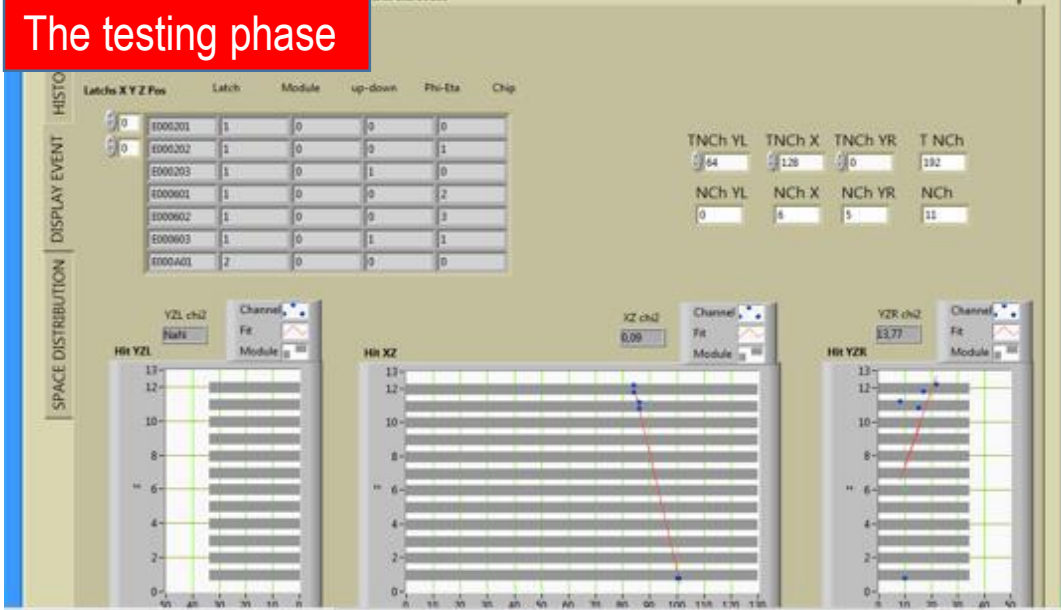 The testing phase
HISTO
DISPLAY EVENT
SPACE DISTRIBUTION
Latchs X Y Z Pos Latch Module up-down Phi-Eta Chip
0 E000201 1 0 0 0
0 E000202 1 0 0 1
E000203 1 0 1 0
E000601 1 0 0 2
E000602 1 0 0 3
E000603 1 0 1 1
E000A01 2 0 0 0
TNCh YL TNCh X TNCh YR T NCh
64 128 0 192
NCh YL NCh X NCh YR NCh
0 6 5 11
YZL chi2
NaN
Channel
Fit
Module
Hit YZL
13
12
10
8
6
4
2
0
z
50 40 30 20 10 0
XZ chi2
0,09
Channel
Fit
Module
Hit XZ
13
12
10
8
6
4
2
0
z
0 10 20 30 40 50 60 70 80 90 100 110 120 130
YZR chi2
13,77
Channel
Fit
Module
Hit YZR
13
12
10
8
6
4
2
0
z
0 10 20 30 40 50